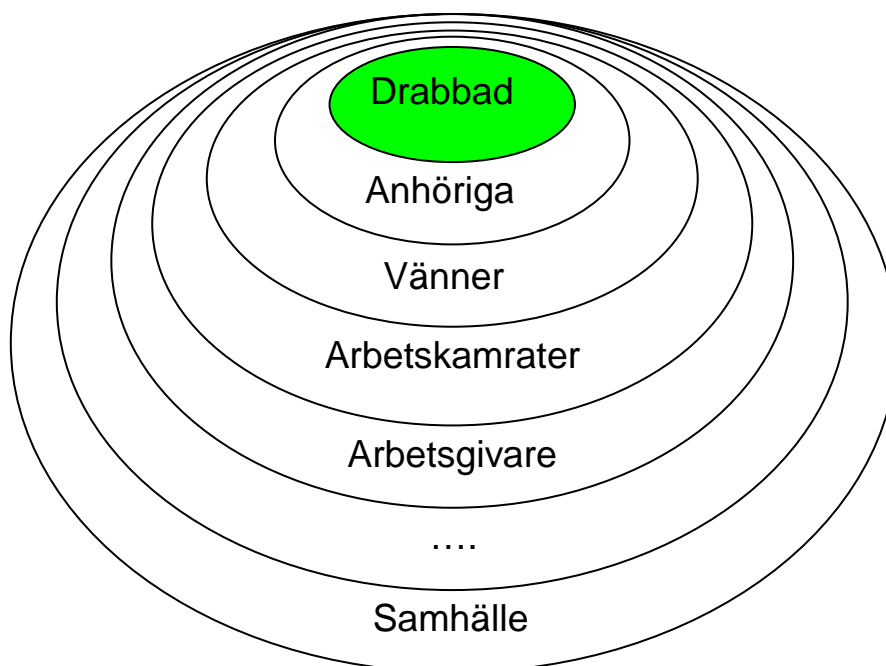 Drabbad
Anhöriga
Vänner
Arbetskamrater
Arbetsgivare
....
Samhälle